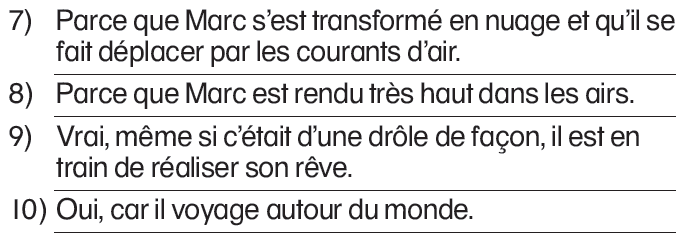 7) Parce que Marc s'est transformé en nuage et qu'il se
fait déplacer par les courants d'air.
8) Parce que Marc est rendu très haut dans les airs.
9) Vrai, même si c'était d'une drôle de façon, il est en
train de réaliser son rêve.
10) Oui, car il voyage autour du monde.